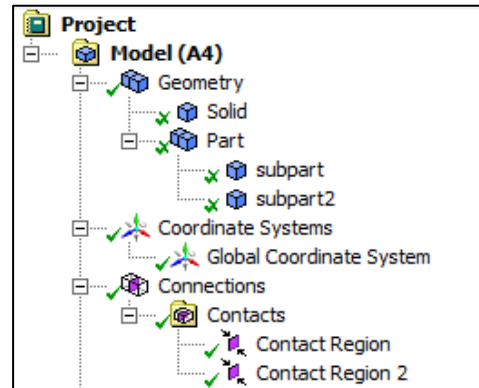 Project
Model (A4)
Geometry
Solid
Part
subpart
subpart2
Coordinate Systems
Global Coordinate System
Connections
Contacts
Contact Region
Contact Region 2